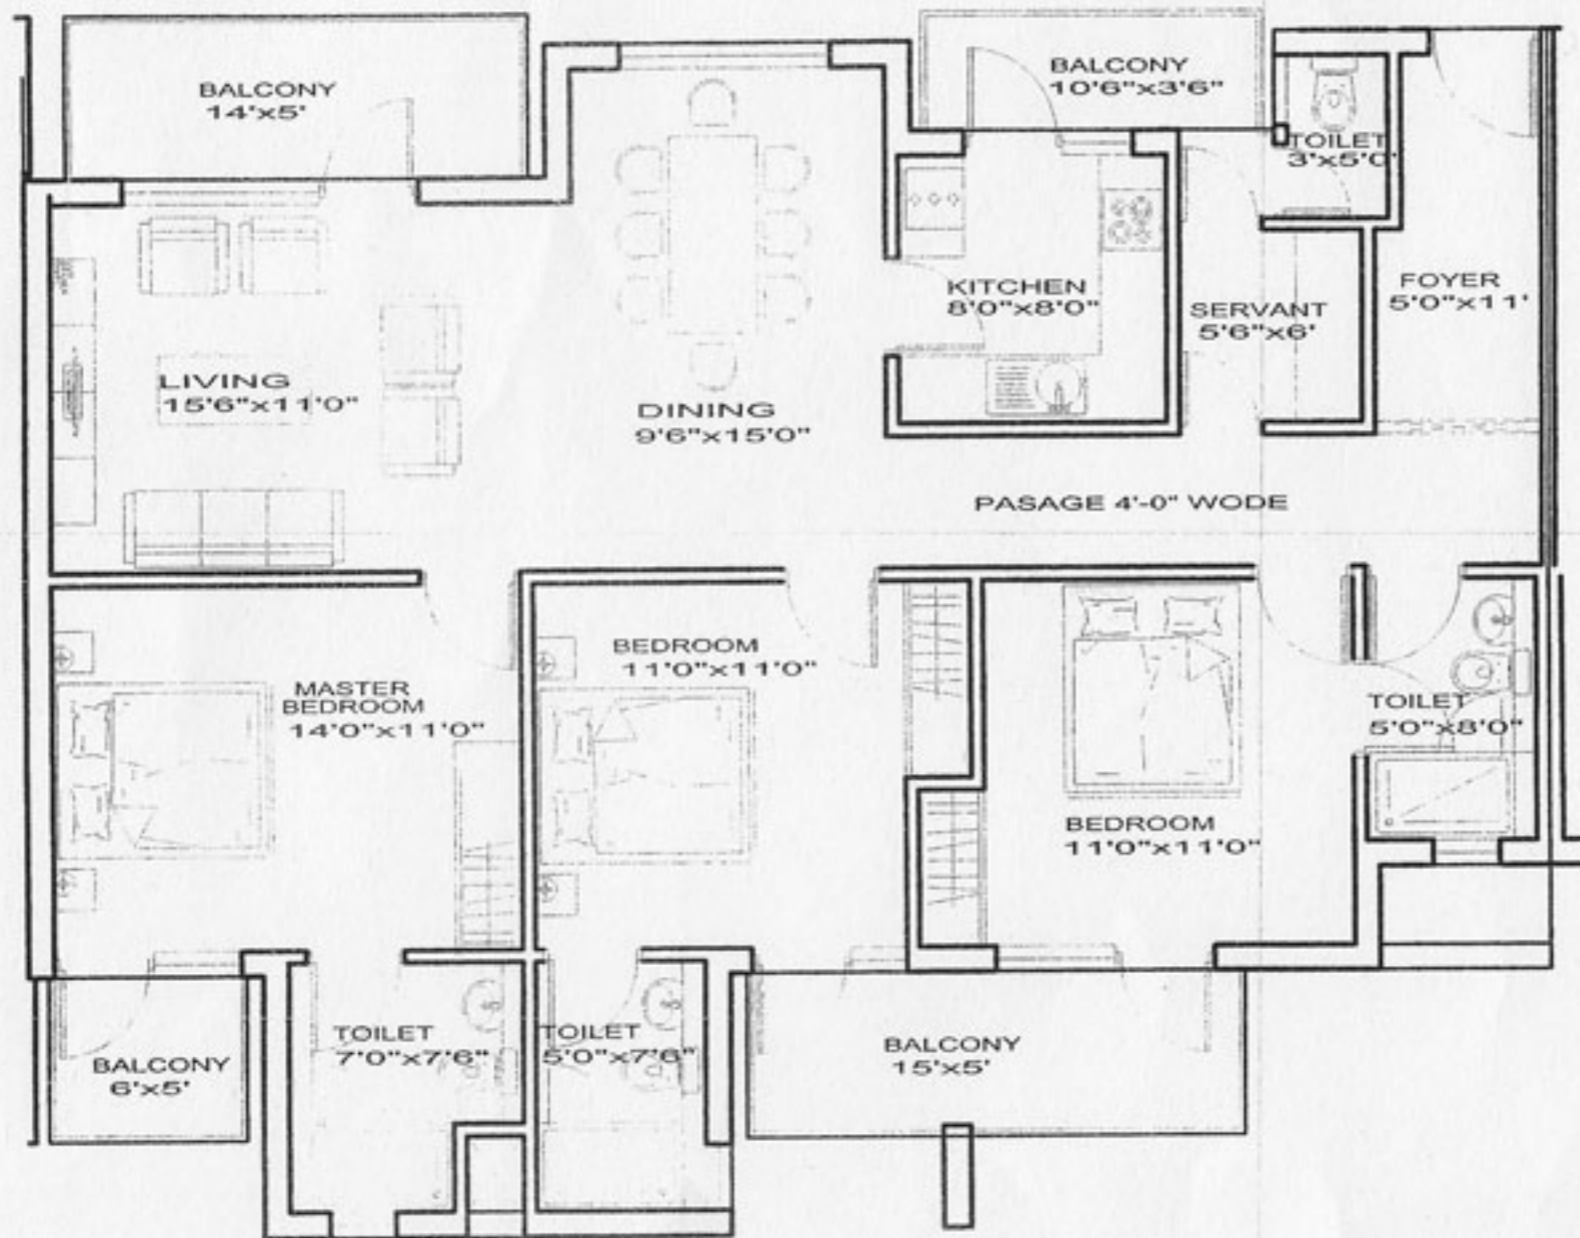 BALCONY
14'x5'
BALCONY
10'6"x3'6"
TOILET
3'x5'0
KITCHEN
8'0"x8'0"
SERVANT
5'6"x6'
FOYER
5'0"x11'
LIVING
15'6"x11'0"
DINING
9'6"x15'0"
PASAGE 4'-0" WODE
MASTER
BEDROOM
14'0"x11'0"
BEDROOM
11'0"x11'0"
TOILET
5'0"x8'0"
BEDROOM
11'0"x11'0"
BALCONY
6'x5'
TOILET
7'0"x7'6"
TOILET
5'0"x7'6"
BALCONY
15'x5'